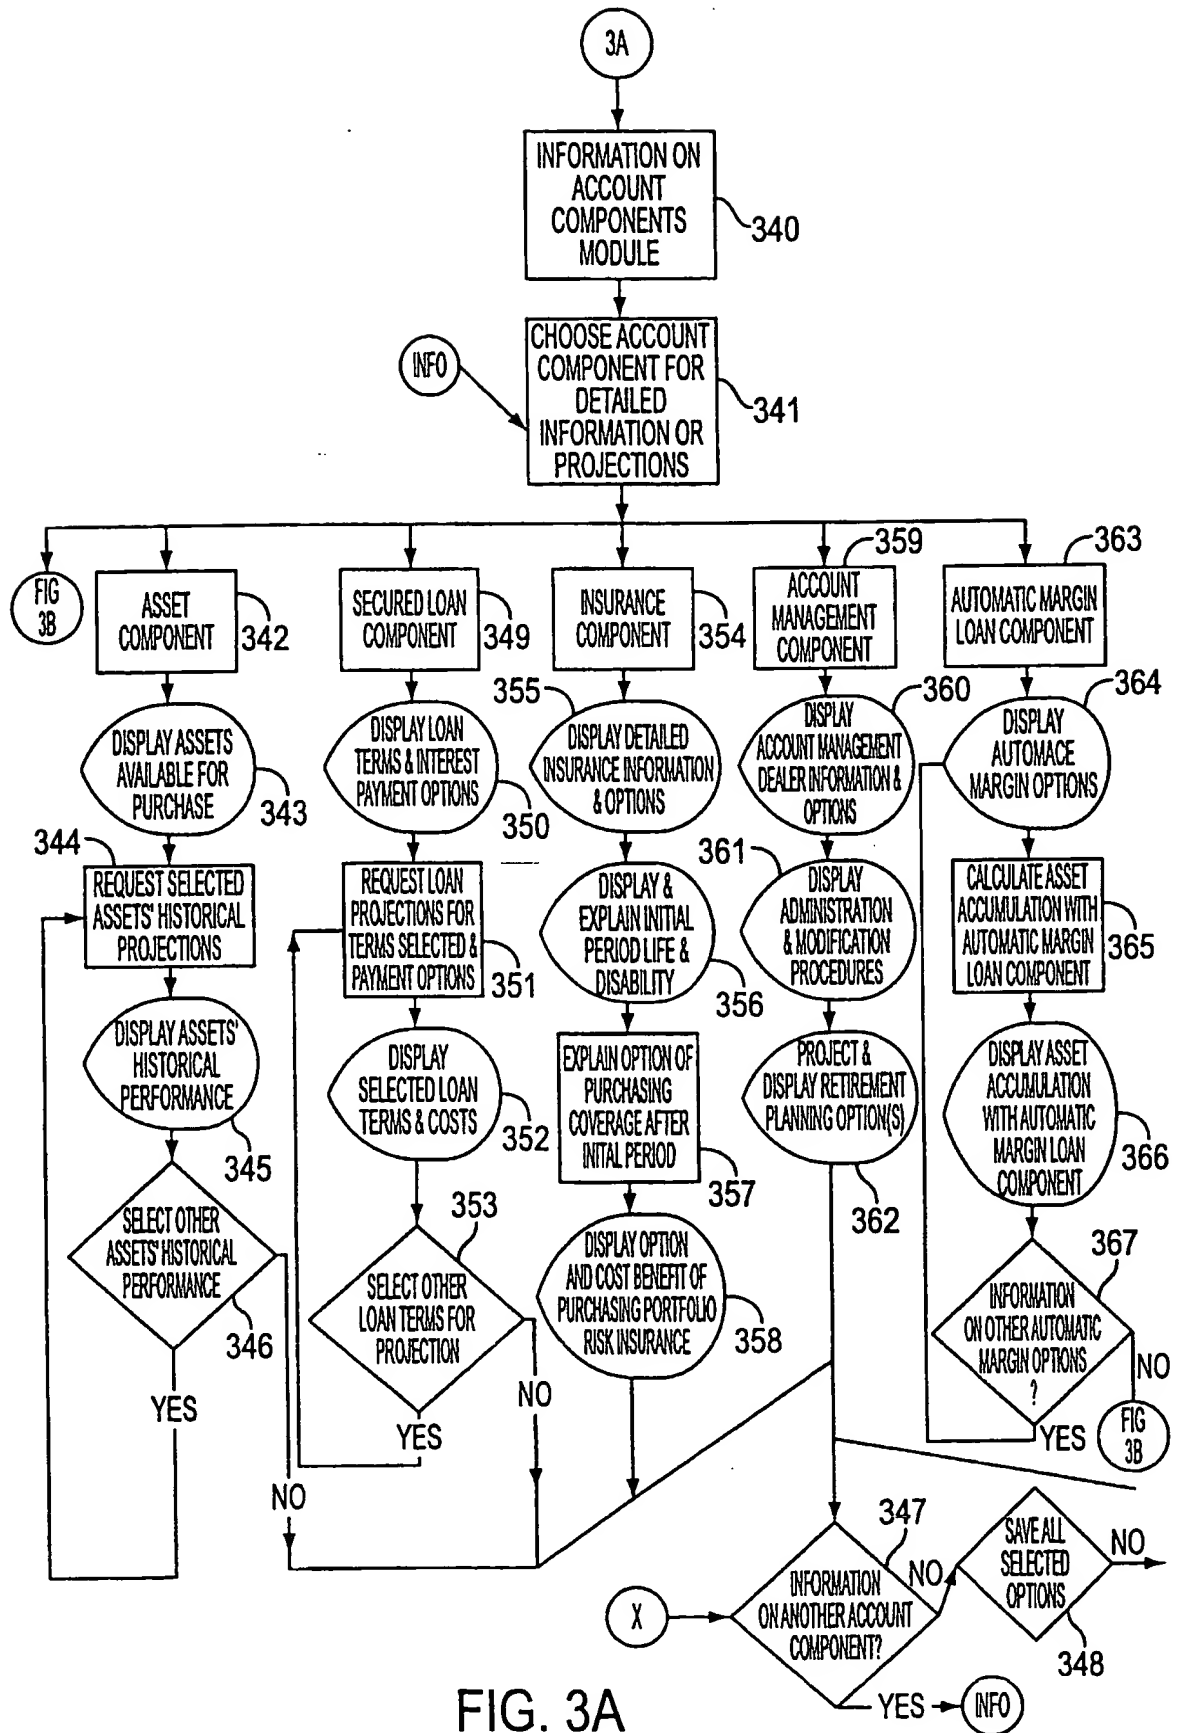 3A
INFORMATION ON
ACCOUNT
COMPONENTS
MODULE
340
INFO
CHOOSE ACCOUNT
COMPONENT FOR
DETAILED
INFORMATION OR
PROJECTIONS
341
FIG
3B
ASSET
COMPONENT
342
DISPLAY ASSETS
AVAILABLE FOR
PURCHASE
343
344
REQUEST SELECTED
ASSETS' HISTORICAL
PROJECTIONS
DISPLAY ASSETS'
HISTORICAL
PERFORMANCE
345
SELECT OTHER
ASSETS' HISTORICAL
PERFORMANCE
346
YES
NO
SECURED LOAN
COMPONENT
349
DISPLAY LOAN
TERMS & INTEREST
PAYMENT OPTIONS
350
REQUEST LOAN
PROJECTIONS FOR
TERMS SELECTED &
PAYMENT OPTIONS
351
DISPLAY
SELECTED LOAN
TERMS & COSTS
352
353
SELECT OTHER
LOAN TERMS FOR
PROJECTION
NO
YES
INSURANCE
COMPONENT
354
355
DISPLAY DETAILED
INSURANCE INFORMATION
& OPTIONS
DISPLAY &
EXPLAIN INITIAL
PERIOD LIFE &
DISABILITY
356
EXPLAIN OPTION OF
PURCHASING
COVERAGE AFTER
INITAL PERIOD
357
DISPLAY OPTION
AND COST BENEFIT OF
PURCHASING PORTFOLIO
RISK INSURANCE
358
359
ACCOUNT
MANAGEMENT
COMPONENT
360
DISPLAY
ACCOUNT MANAGEMENT
DEALER INFORMATION &
OPTIONS
361
DISPLAY
ADMINISTRATION
& MODIFICATION
PROCEDURES
PROJECT &
DISPLAY RETIREMENT
PLANNING OPTION(S)
362
363
AUTOMATIC MARGIN
LOAN COMPONENT
364
DISPLAY
AUTOMACE
MARGIN OPTIONS
CALCULATE ASSET
ACCUMULATION WITH
AUTOMATIC MARGIN
LOAN COMPONENT
365
DISPLAY ASSET
ACCUMULATION
WITH AUTOMATIC
MARGIN LOAN
COMPONENT
366
367
INFORMATION
ON OTHER AUTOMATIC
MARGIN OPTIONS
?
NO
YES
FIG
3B
X
347
INFORMATION
ON ANOTHER ACCOUNT
COMPONENT?
NO
SAVE ALL
SELECTED
OPTIONS
NO
348
YES
INFO
FIG. 3A